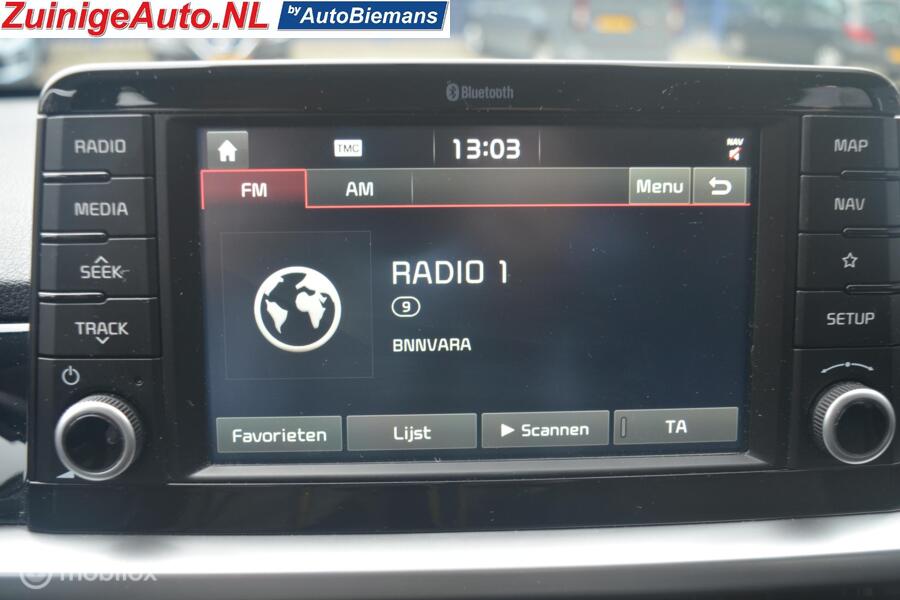 ZuinigeAuto.NL
by AutoBiemans
Bluetooth
RADIO
MEDIA
SEEK
TRACK
TMC
13:03
NAV
FM
AM
Menu
RADIO 1
9
BNNVARA
Favorieten
Lijst
Scannen
TA
MAP
NAV
SETUP
mobilox